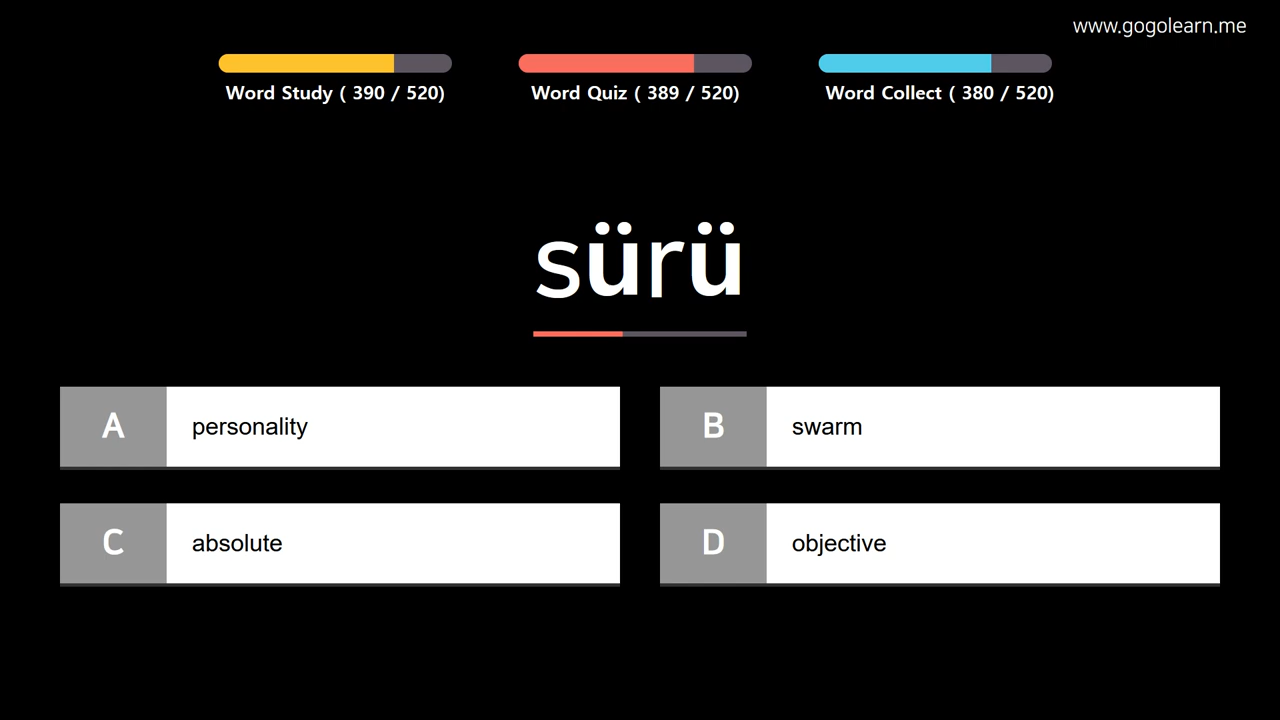 www.gogolearn.me
Word Study ( 390 / 520)
Word Quiz ( 389 / 520)
Word Collect ( 380 / 520)
sürü
A personality
B swarm
C absolute
D objective